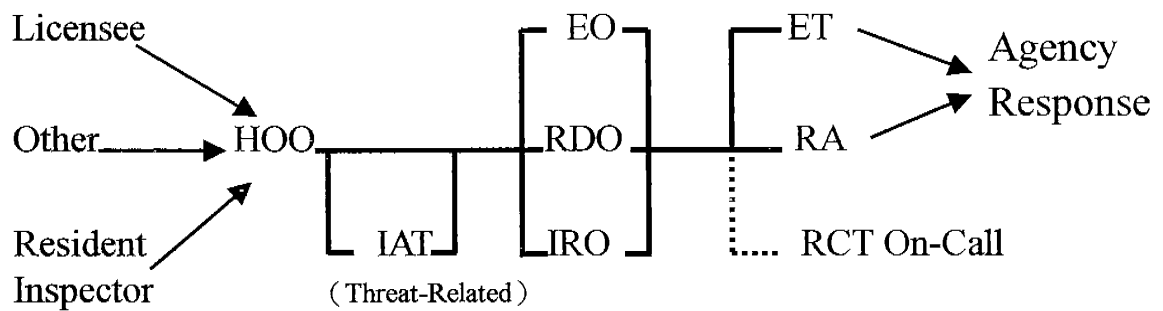 Licensee EO ET Agency
Response
Other HOO RDO RA
Resident IAT IRO RCT On-Call
Inspector (Threat-Related)